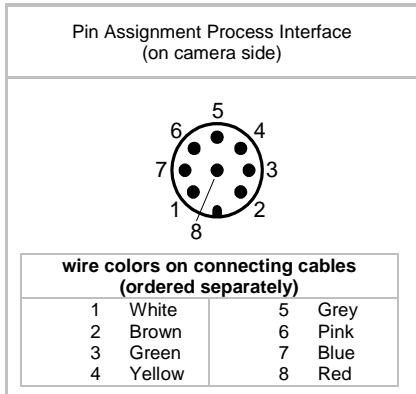 Pin Assignment Process Interface
(on camera side)
5
6 4
7 3
1 2
8
wire colors on connecting cables
(ordered separately)
1 White 5 Grey
2 Brown 6 Pink
3 Green 7 Blue
4 Yellow 8 Red